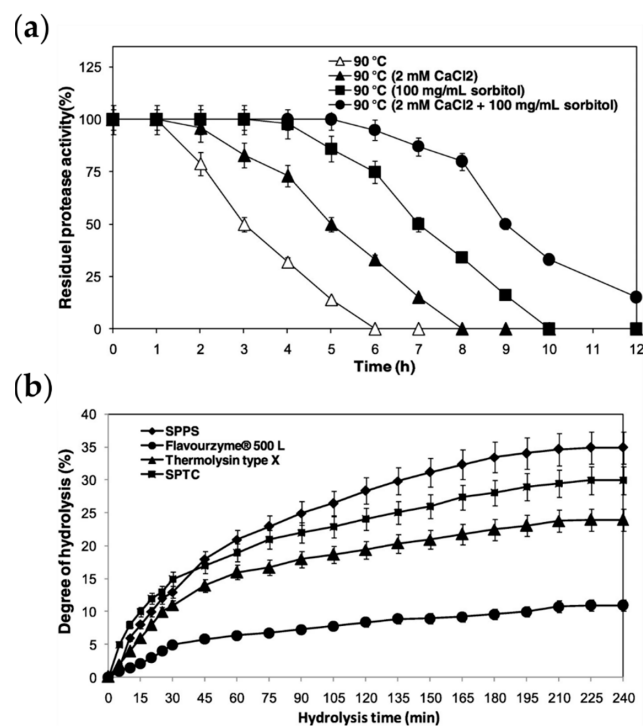 (a)
90 °C
90 °C (2 mM CaCl2)
90 °C (100 mg/mL sorbitol)
90 °C (2 mM CaCl2 + 100 mg/mL sorbitol)
Residuel protease activity(%)
125
100
75
50
25
0
0 1 2 3 4 5 6 7 8 9 10 11 12
Time (h)
(b)
SPPS
Flavourzyme® 500 L
Thermolysin type X
SPTC
Degree of hydrolysis (%)
40
35
30
25
20
15
10
5
0
0 15 30 45 60 75 90 105 120 135 150 165 180 195 210 225 240
Hydrolysis time (min)